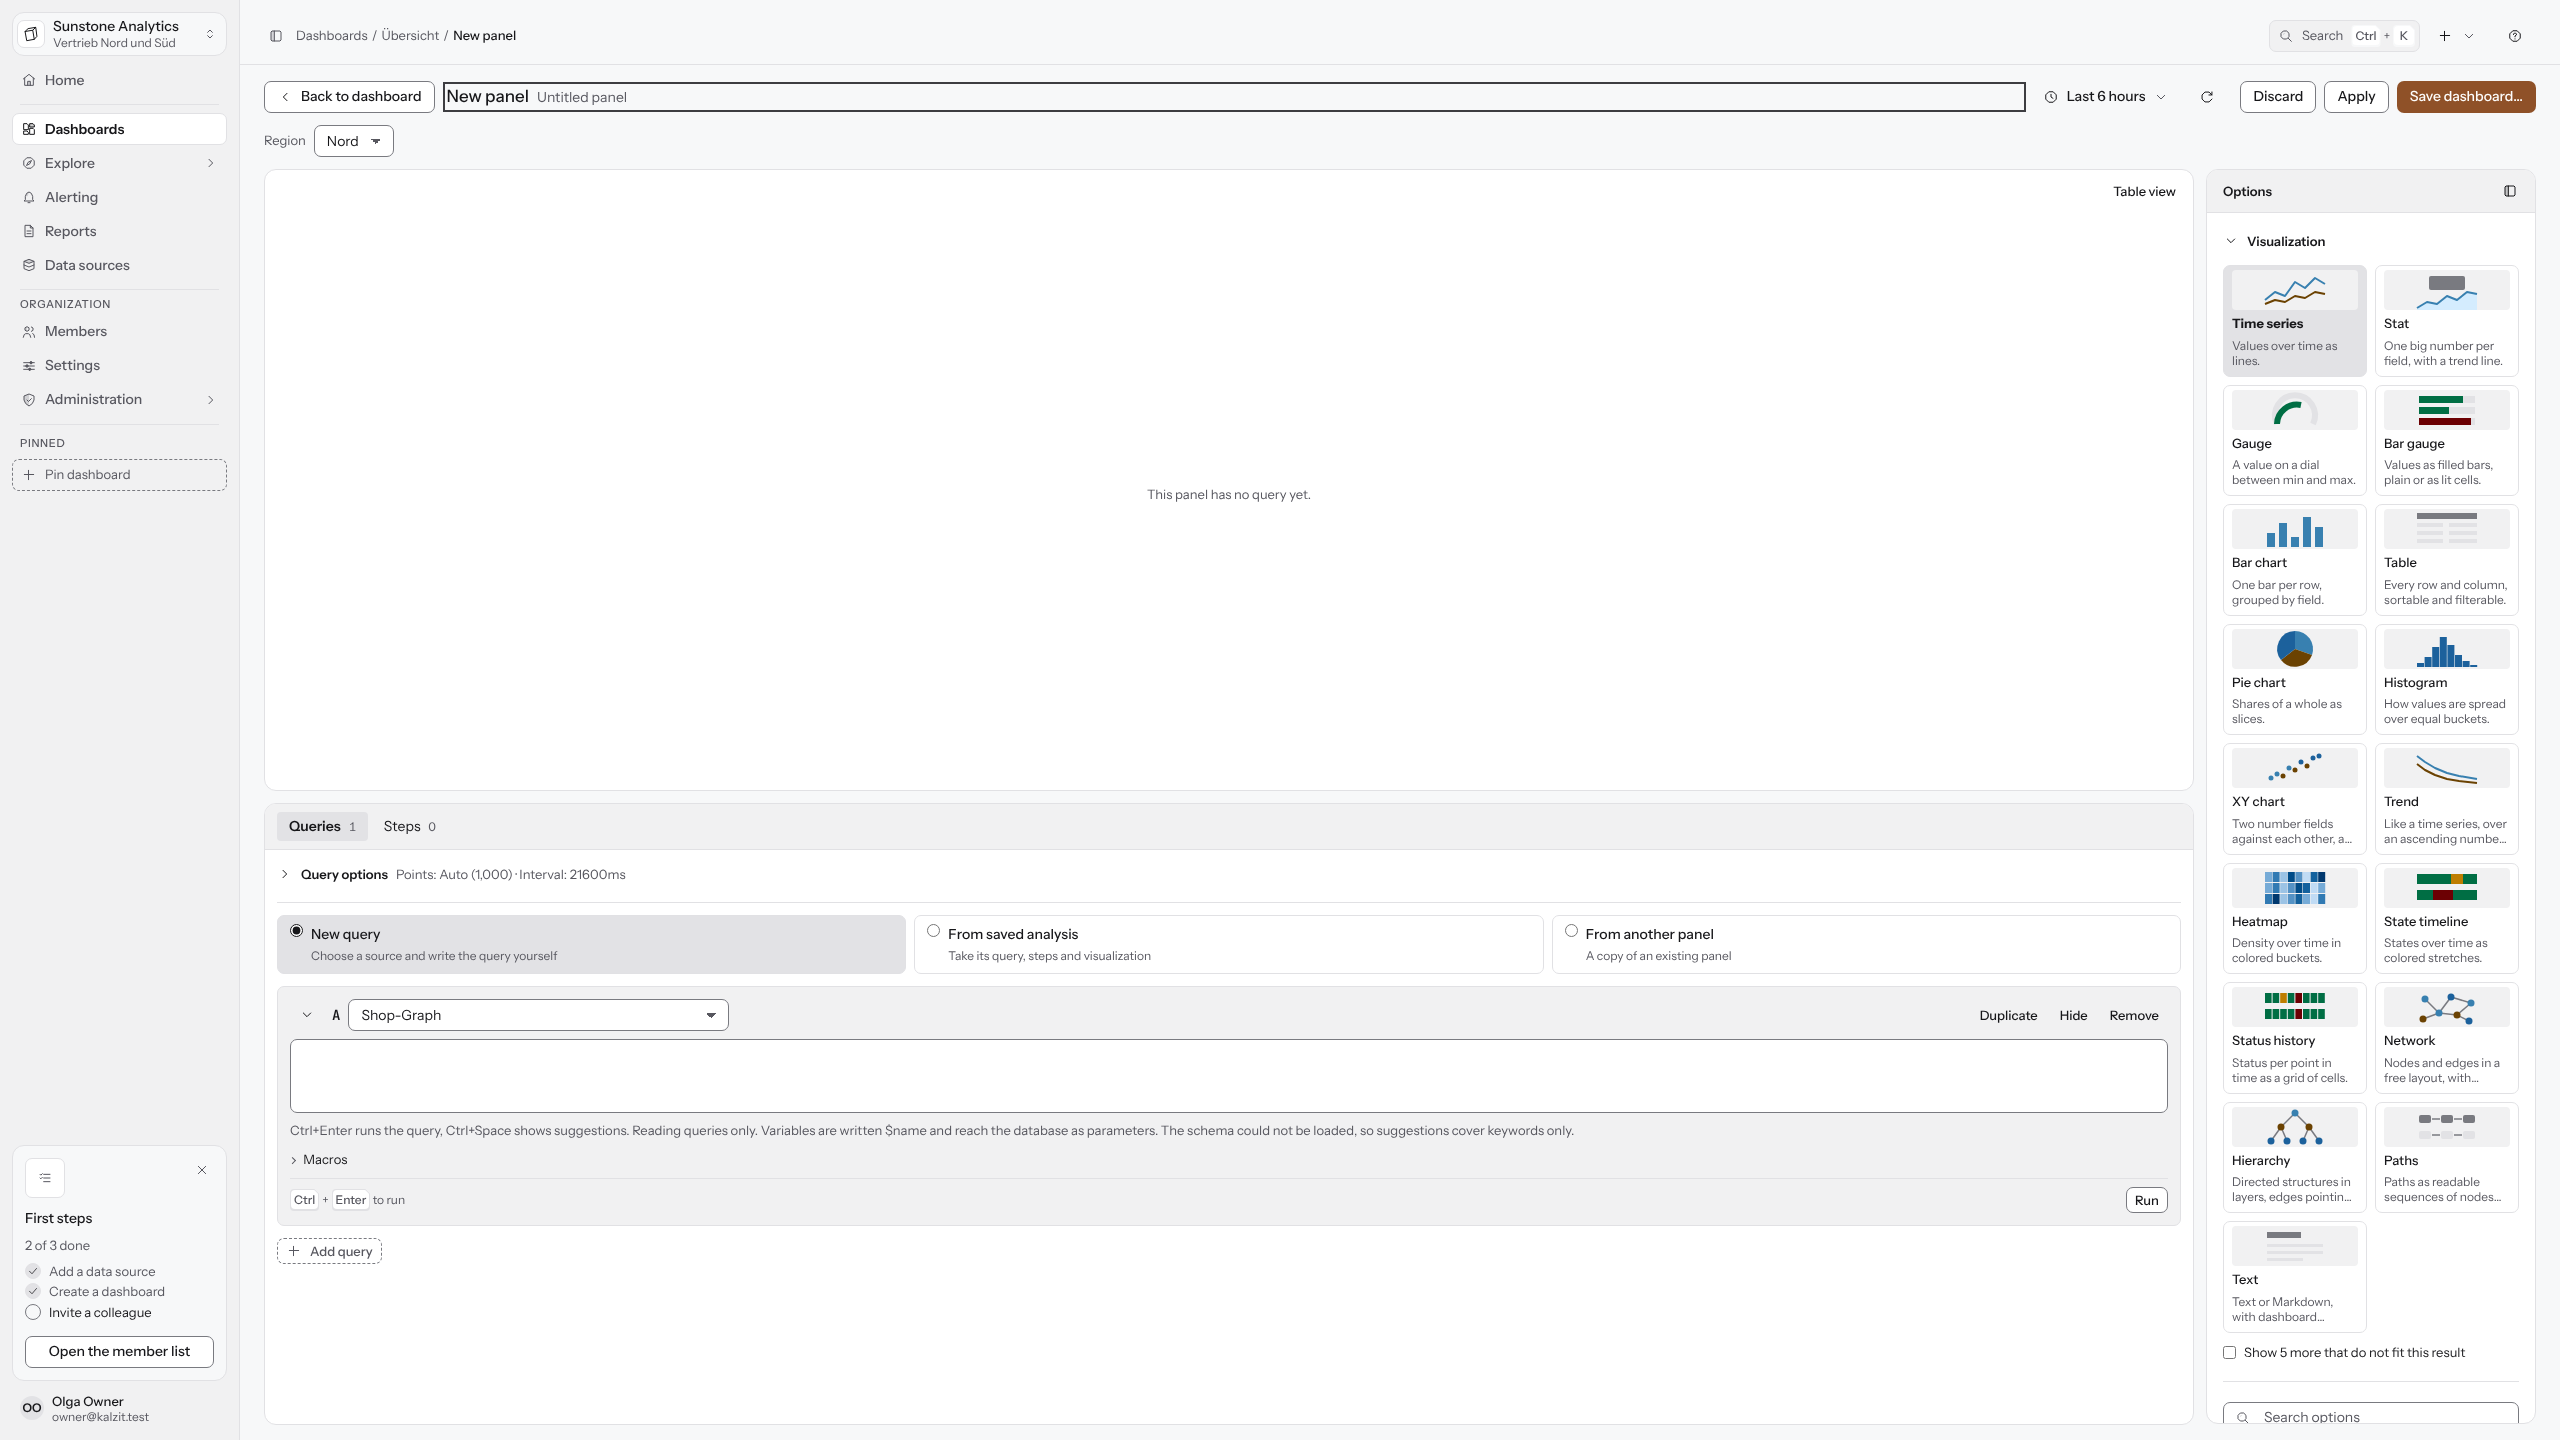 Sunstone Analytics
Vertrieb Nord und Süd
Home
Dashboards
Explore
Alerting
Reports
Data sources
ORGANIZATION
Members
Settings
Administration
PINNED
Pin dashboard
First steps
2 of 3 done
Add a data source
Create a dashboard
Invite a colleague
Open the member list
OO
Olga Owner
owner@kalzit.test
Dashboards / Übersicht / New panel
Search Ctrl + K
Back to dashboard
New panel Untitled panel
Last 6 hours
Discard
Apply
Save dashboard...
Region
Nord
Table view
This panel has no query yet.
Queries 1
Steps 0
Query options Points: Auto (1,000) · Interval: 21600ms
New query
Choose a source and write the query yourself
From saved analysis
Take its query, steps and visualization
From another panel
A copy of an existing panel
A
Shop-Graph
Duplicate
Hide
Remove
Ctrl+Enter runs the query, Ctrl+Space shows suggestions. Reading queries only. Variables are written $name and reach the database as parameters. The schema could not be loaded, so suggestions cover keywords only.
Macros
Ctrl + Enter to run
Run
Add query
Options
Visualization
Time series
Values over time as
lines.
Stat
One big number per
field, with a trend line.
Gauge
A value on a dial
between min and max.
Bar gauge
Values as filled bars,
plain or as lit cells.
Bar chart
One bar per row,
grouped by field.
Table
Every row and column,
sortable and filterable.
Pie chart
Shares of a whole as
slices.
Histogram
How values are spread
over equal buckets.
XY chart
Two number fields
against each other, a...
Trend
Like a time series, over
an ascending numbe...
Heatmap
Density over time in
colored buckets.
State timeline
States over time as
colored stretches.
Status history
Status per point in
time as a grid of cells.
Network
Nodes and edges in a
free layout, with...
Hierarchy
Directed structures in
layers, edges pointin...
Paths
Paths as readable
sequences of nodes...
Text
Text or Markdown,
with dashboard...
Show 5 more that do not fit this result
Search options